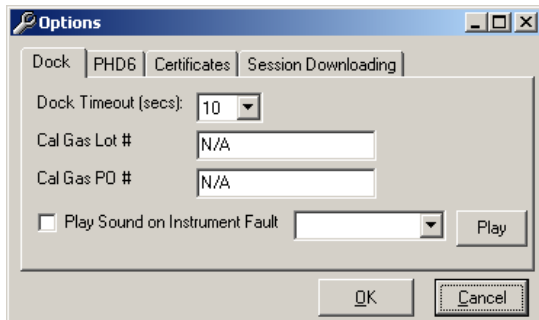 Options
Dock PHD6 Certificates Session Downloading
Dock Timeout (secs): 10
Cal Gas Lot # N/A
Cal Gas PO # N/A
Play Sound on Instrument Fault Play
OK Cancel